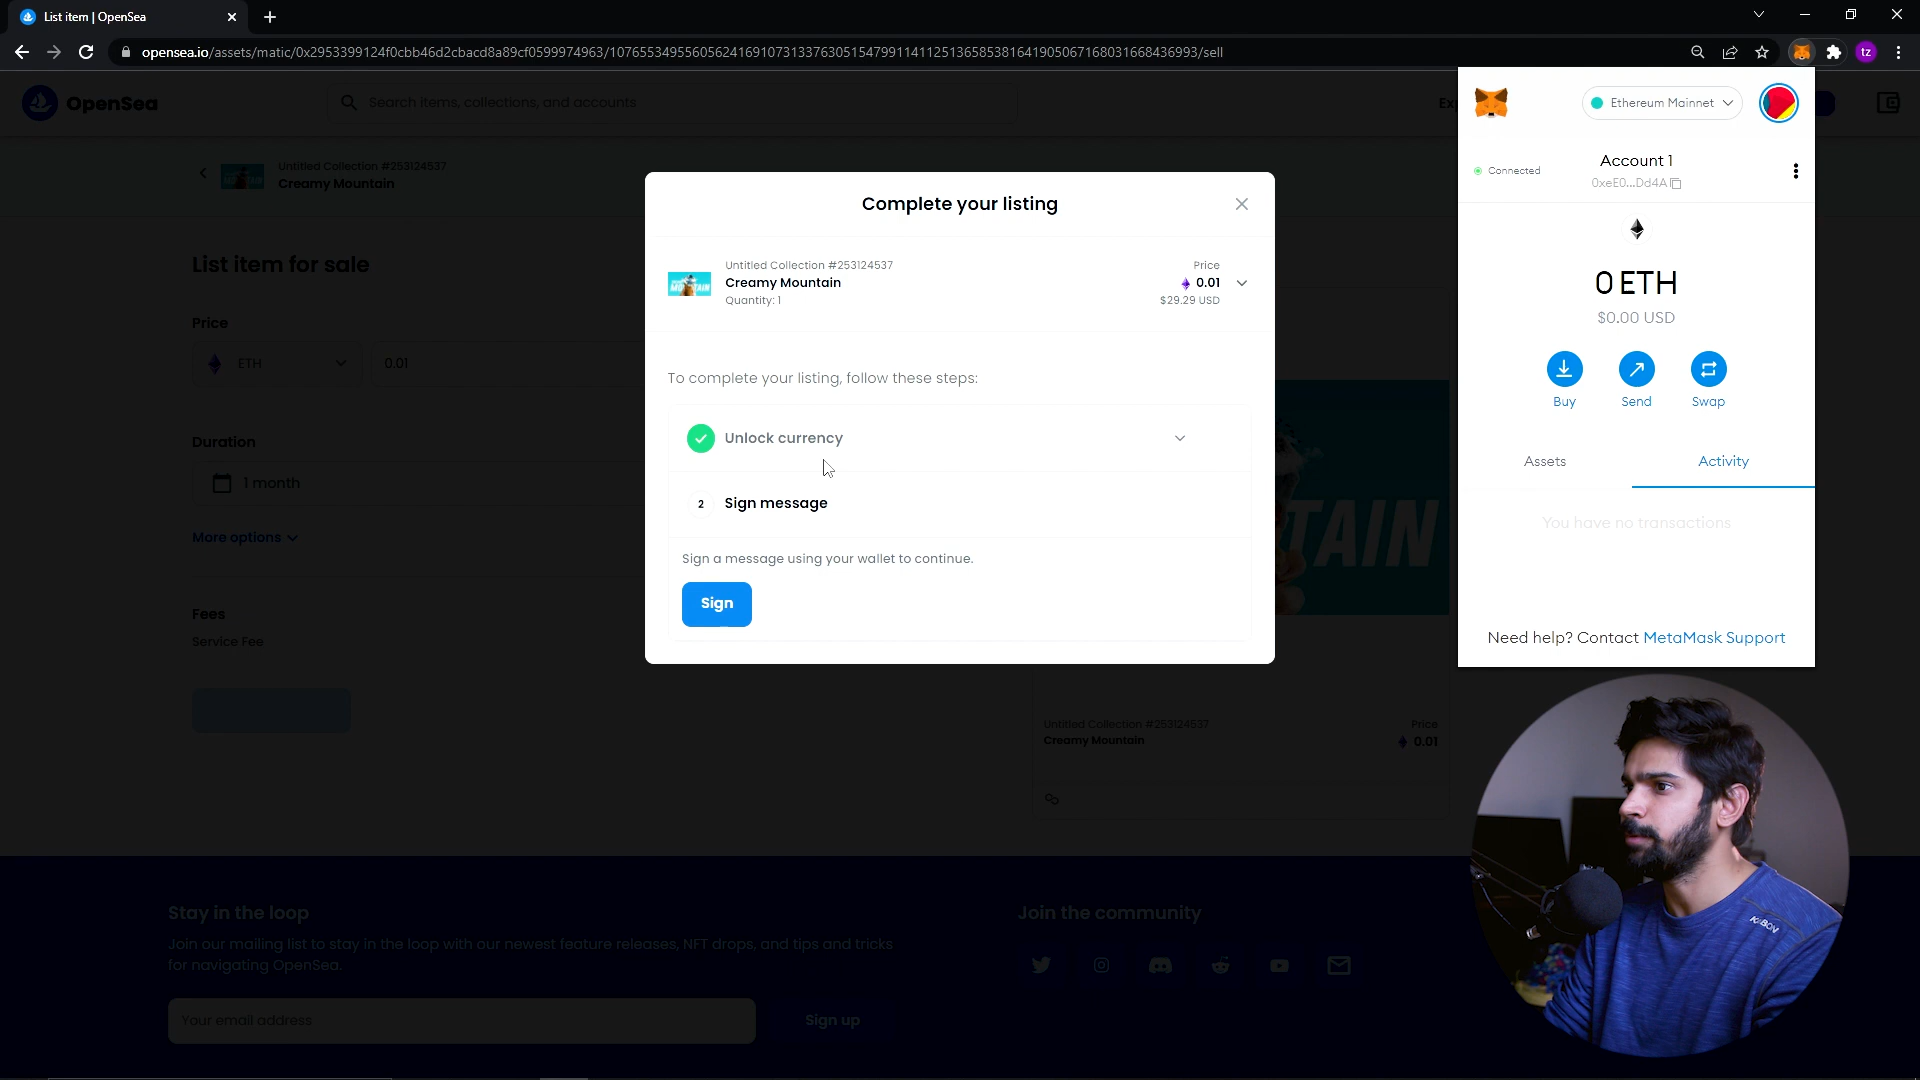 List item | OpenSea
opensea.io/assets/matic/0x2953399124f0cbb46d2cbacd8a89cf0599974963/107655349556056241691073133763051547991141125136585381641905067168031668436993/sell
tz
OpenSea
Search items, collections, and accounts
Untitled Collection #253124537
Creamy Mountain
List item for sale
Price
ETH
0.01
Duration
1 month
More options
Fees
Service Fee
Complete your listing
Untitled Collection #253124537
Creamy Mountain
Quantity: 1
Price
0.01
$29.29 USD
To complete your listing, follow these steps:
Unlock currency
2 Sign message
Sign a message using your wallet to continue.
Sign
TAIN
Untitled Collection #253124537
Creamy Mountain
Price
0.01
Ethereum Mainnet
Connected
Account 1
0xeE0...Dd4A
0 ETH
$0.00 USD
Buy
Send
Swap
Assets
Activity
You have no transactions
Need help? Contact MetaMask Support
Stay in the loop
Join our mailing list to stay in the loop with our newest feature releases, NFT drops, and tips and tricks
for navigating OpenSea.
Your email address
Sign up
Join the community